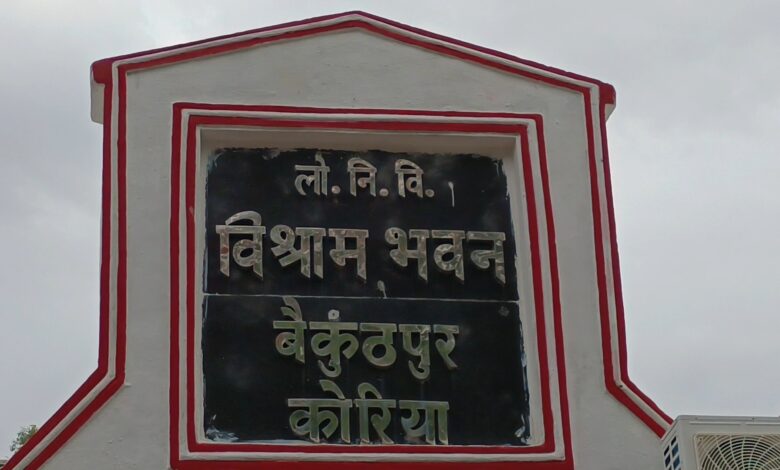 लो.नि.वि.
विश्राम भवन
बैकुंठपुर
कोरिया